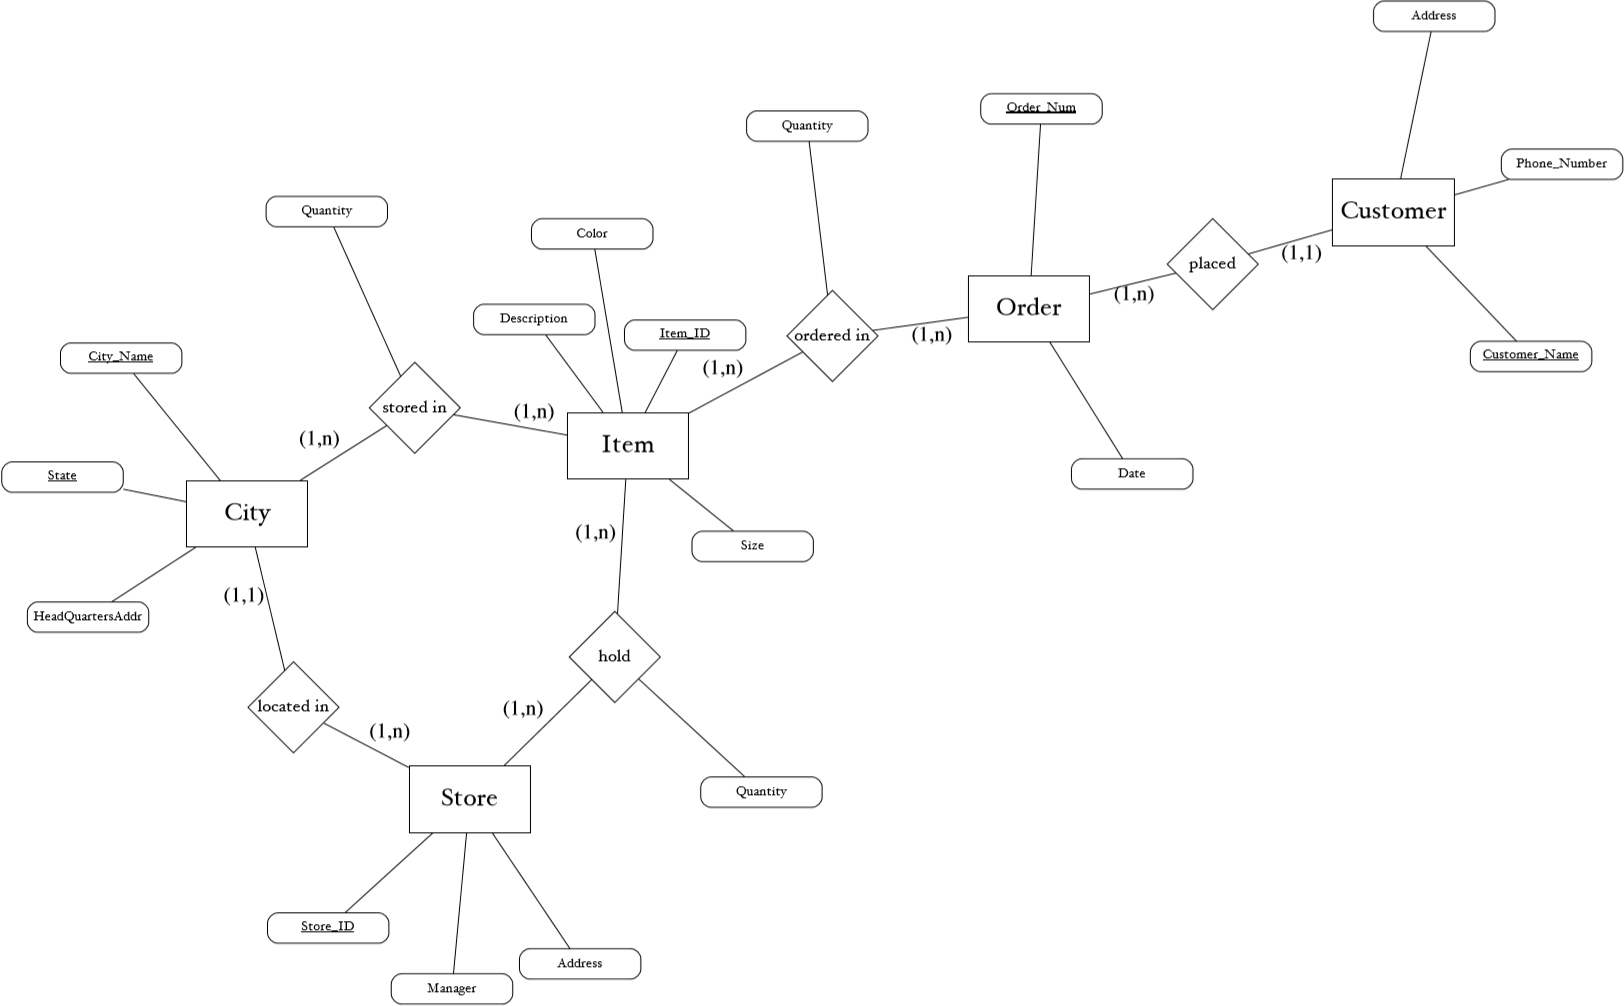 Address
Order_Num
Quantity
Phone_Number
Customer
Quantity
Color
placed
(1,1)
(1,n)
Order
Description
Item_ID
ordered in
(1,n)
Customer_Name
City_Name
(1,n)
stored in
(1,n)
(1,n)
Item
Date
State
City
(1,n)
Size
(1,1)
HeadQuartersAddr
hold
located in
(1,n)
(1,n)
Store
Quantity
Store_ID
Address
Manager